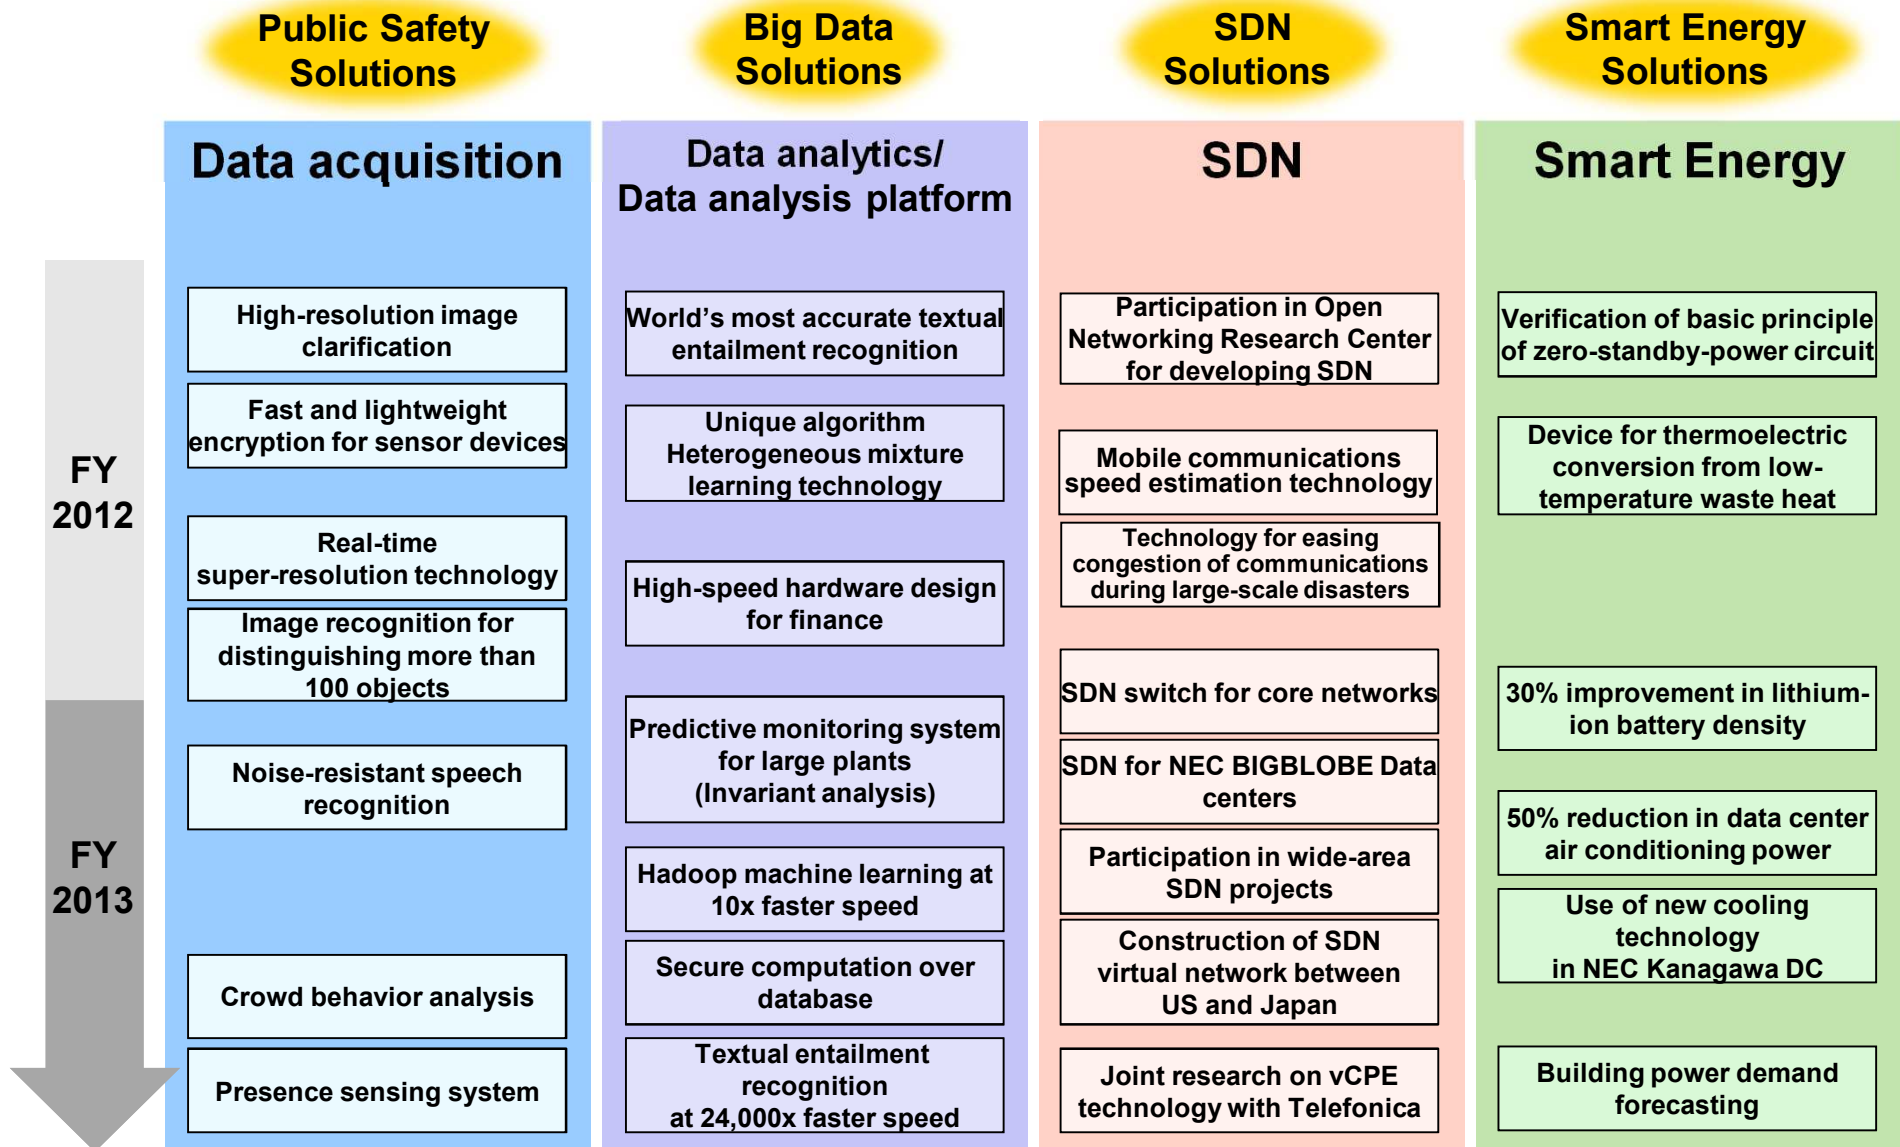 Public Safety
Solutions
Big Data
Solutions
SDN
Solutions
Smart Energy
Solutions
Data acquisition
Data analytics/
Data analysis platform
SDN
Smart Energy
FY
2012
FY
2013
High-resolution image
clarification
Fast and lightweight
encryption for sensor devices
Real-time
super-resolution technology
Image recognition for
distinguishing more than
100 objects
Noise-resistant speech
recognition
Crowd behavior analysis
Presence sensing system
World's most accurate textual
entailment recognition
Unique algorithm
Heterogeneous mixture
learning technology
High-speed hardware design
for finance
Predictive monitoring system
for large plants
(Invariant analysis)
Hadoop machine learning at
10x faster speed
Secure computation over
database
Textual entailment
recognition
at 24,000x faster speed
Participation in Open
Networking Research Center
for developing SDN
Mobile communications
speed estimation technology
Technology for easing
congestion of communications
during large-scale disasters
SDN switch for core networks
SDN for NEC BIGBLOBE Data
centers
Participation in wide-area
SDN projects
Construction of SDN
virtual network between
US and Japan
Joint research on vCPE
technology with Telefonica
Verification of basic principle
of zero-standby-power circuit
Device for thermoelectric
conversion from low-
temperature waste heat
30% improvement in lithium-
ion battery density
50% reduction in data center
air conditioning power
Use of new cooling
technology
in NEC Kanagawa DC
Building power demand
forecasting